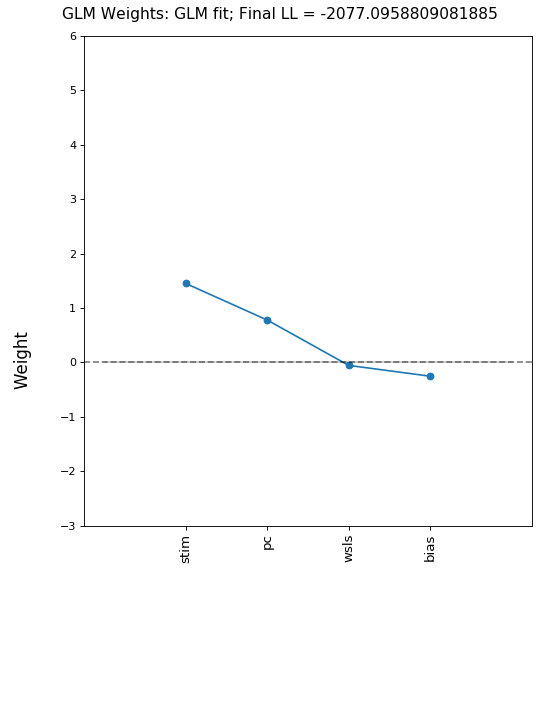 GLM Weights: GLM fit; Final LL = -2077.0958809081885
6
5
4
3
2
1
0
−1
−2
−3
Weight
stim
pc
wsls
bias